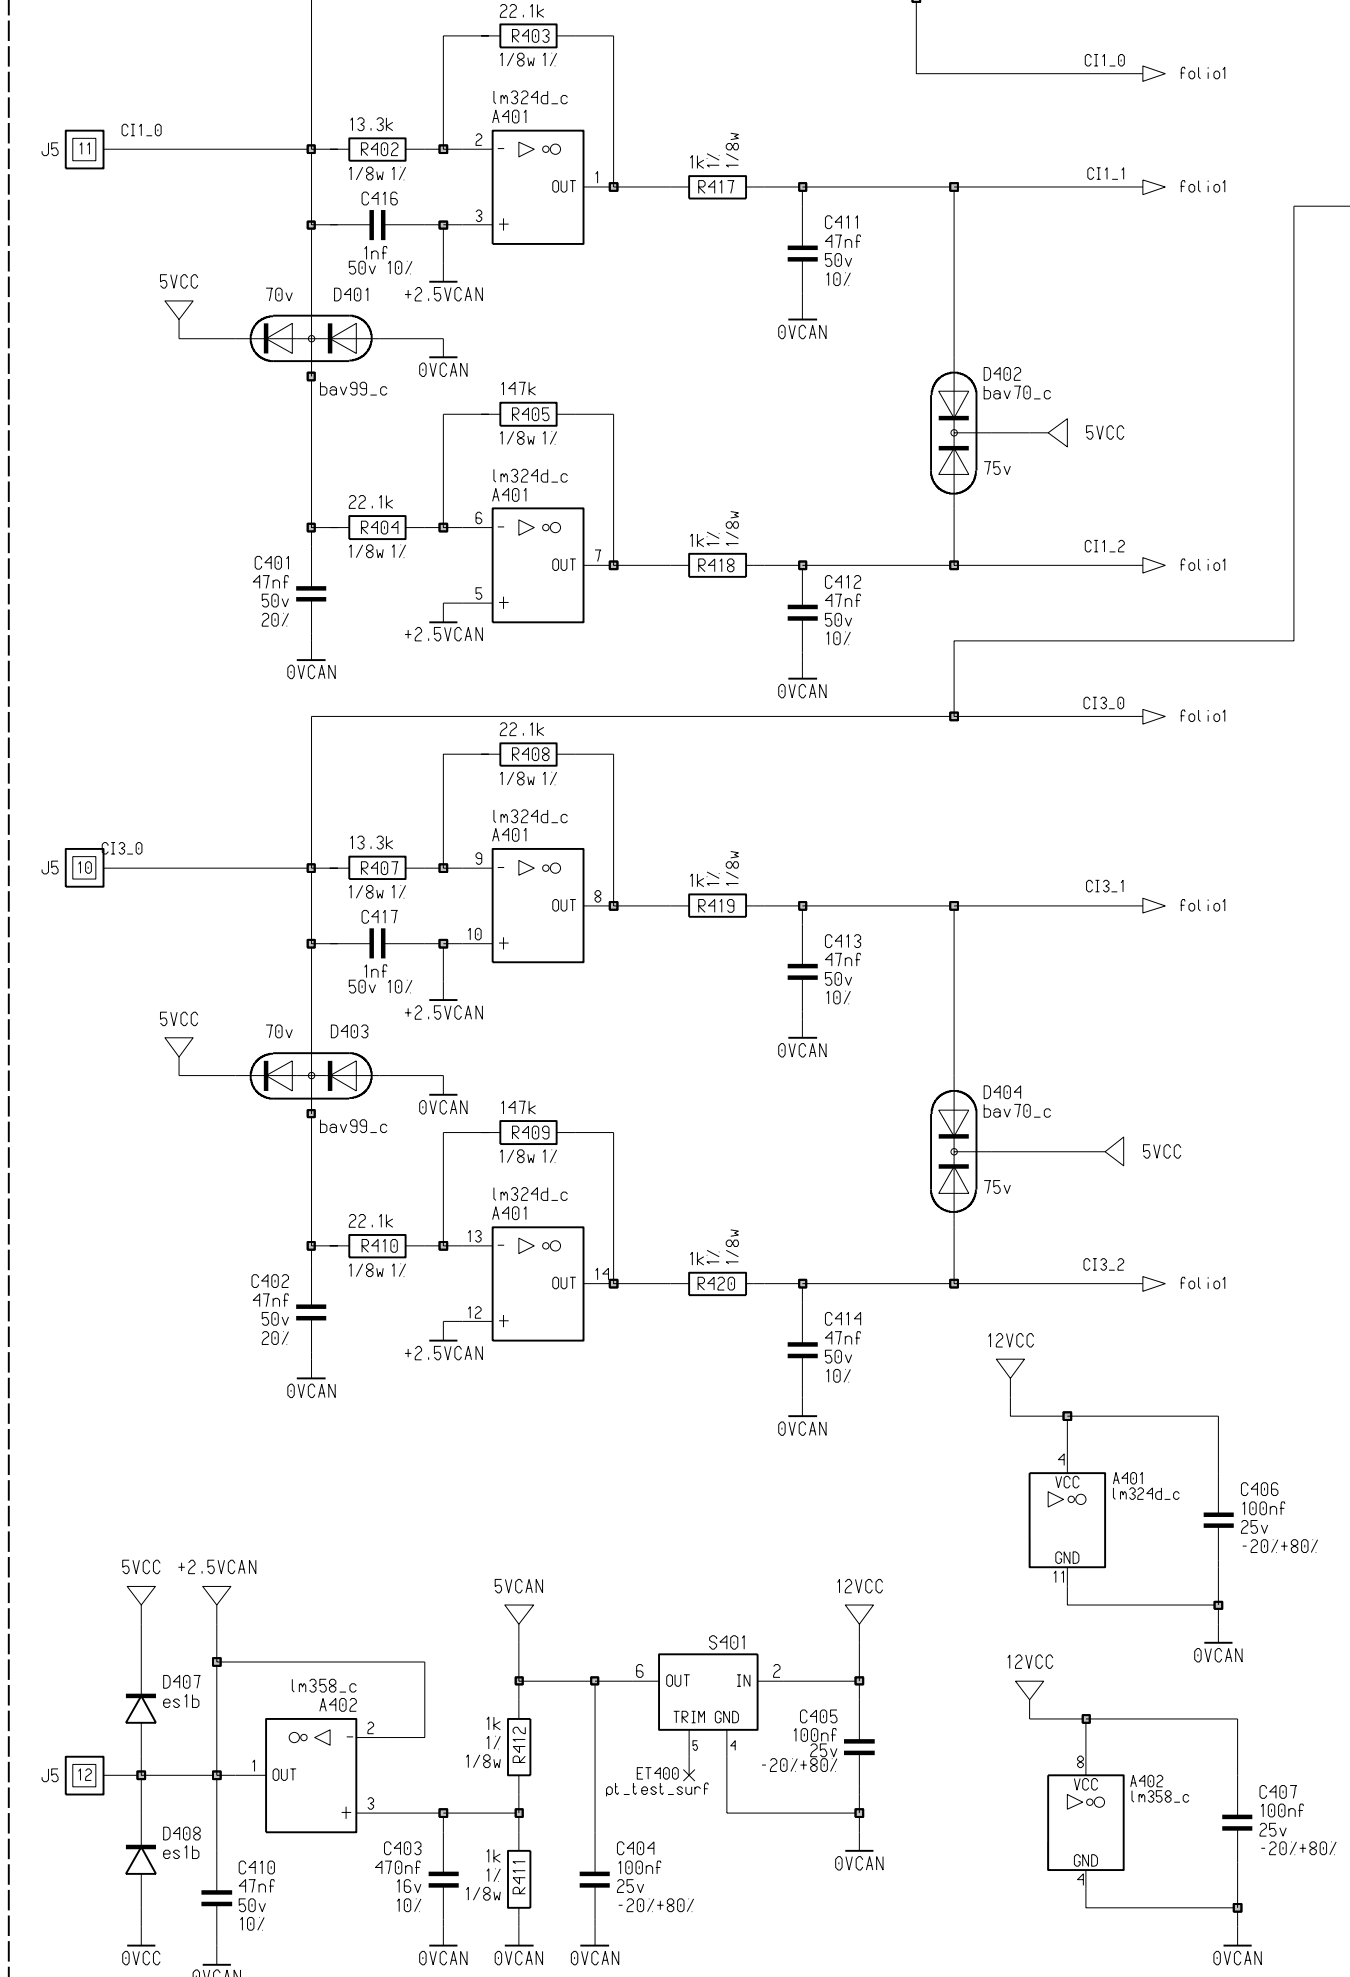 22.1k
R403
1/8w 1%
CI1_0
folio1
lm324d_c
A401
J5
11
CI1_0
13.3k
R402
1/8w 1%
2
-
OUT
1
3
+
C416
1nf
50v 10%
+2.5VCAN
1k
1%
1/8w
R417
CI1_1
folio1
C411
47nf
50v
10%
0VCAN
5VCC
70v
D401
0VCAN
bav99_c
D402
bav70_c
5VCC
75v
147k
R405
1/8w 1%
lm324d_c
A401
22.1k
R404
1/8w 1%
6
-
OUT
7
5
+
+2.5VCAN
1k
1%
1/8w
R418
CI1_2
folio1
C401
47nf
50v
20%
0VCAN
C412
47nf
50v
10%
0VCAN
CI3_0
folio1
22.1k
R408
1/8w 1%
lm324d_c
A401
J5
10
CI3_0
13.3k
R407
1/8w 1%
9
-
OUT
8
10
+
C417
1nf
50v 10%
+2.5VCAN
1k
1%
1/8w
R419
CI3_1
folio1
C413
47nf
50v
10%
0VCAN
5VCC
70v
D403
0VCAN
bav99_c
D404
bav70_c
5VCC
75v
147k
R409
1/8w 1%
lm324d_c
A401
22.1k
R410
1/8w 1%
13
-
OUT
14
12
+
+2.5VCAN
1k
1%
1/8w
R420
CI3_2
folio1
C402
47nf
50v
20%
0VCAN
C414
47nf
50v
10%
0VCAN
12VCC
4
VCC
A401
lm324d_c
GND
11
C406
100nf
25v
-20%+80%
0VCAN
5VCC
+2.5VCAN
5VCAN
12VCC
S401
6
OUT
IN
2
TRIM GND
5
4
ET400
pt_test_surf
D407
es1b
lm358_c
A402
2
-
J5
12
1
OUT
+
3
1k
1%
1/8w
R412
C405
100nf
25v
-20%+80%
0VCAN
D408
es1b
0VCC
C410
47nf
50v
10%
0VCAN
C403
470nf
16v
10%
0VCAN
1k
1%
1/8w
R411
0VCAN
C404
100nf
25v
-20%+80%
0VCAN
12VCC
8
VCC
A402
lm358_c
GND
4
C407
100nf
25v
-20%+80%
0VCAN